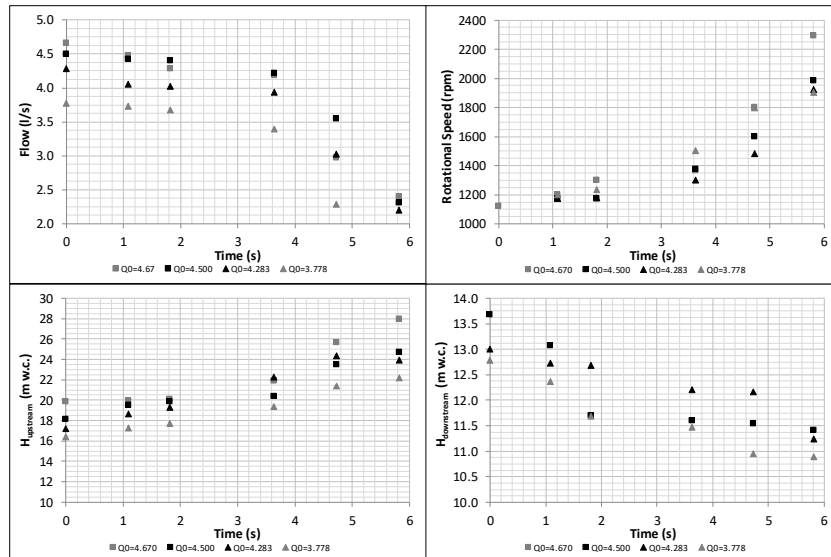 5.0
4.5
4.0
3.5
3.0
2.5
2.0
Flow (l/s)
0 1 2 3 4 5 6
Time (s)
Q0=4.67 Q0=4.500 Q0=4.283 Q0=3.778
2400
2200
2000
1800
1600
1400
1200
1000
Rotational Speed (rpm)
0 1 2 3 4 5 6
Time (s)
Q0=4.670 Q0=4.500 Q0=4.283 Q0=3.778
30
28
26
24
22
20
18
16
14
12
10
Hupstream (m w.c.)
0 1 2 3 4 5 6
Time (s)
Q0=4.670 Q0=4.500 Q0=4.283 Q0=3.778
14.0
13.5
13.0
12.5
12.0
11.5
11.0
10.5
10.0
Hdownstream (m w.c.)
0 1 2 3 4 5 6
Time (s)
Q0=4.670 Q0=4.500 Q0=4.283 Q0=3.778